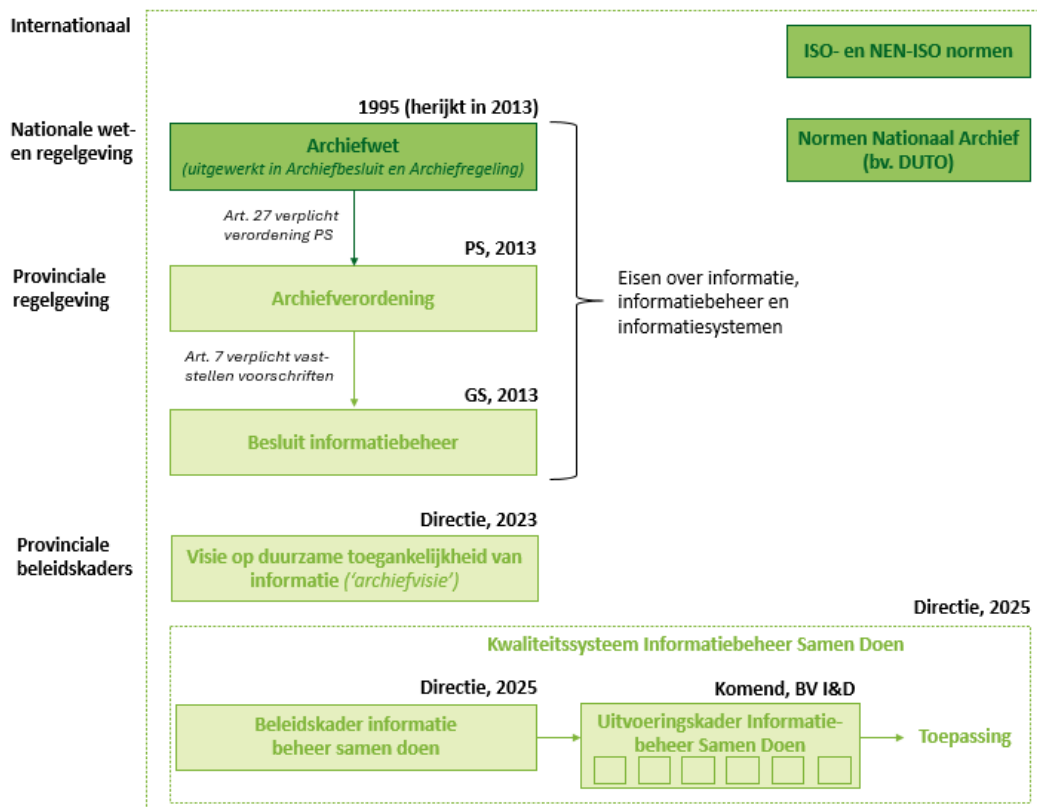 Internationaal
ISO- en NEN-ISO normen
1995 (herijkt in 2013)
Nationale wet-
en regelgeving
Archiefwet
(uitgewerkt in Archiefbesluit en Archiefregeling)
Normen Nationaal Archief
(bv. DUTO)
Art. 27 verplicht
verordening PS
PS, 2013
Provinciale
regelgeving
Archiefverordening
Eisen over informatie,
informatiebeheer en
informatiesystemen
Art. 7 verplicht vast-
stellen voorschriften
GS, 2013
Besluit informatiebeheer
Directie, 2023
Provinciale
beleidskaders
Visie op duurzame toegankelijkheid van
informatie (‘archiefvisie’)
Directie, 2025
Kwaliteitssysteem Informatiebeheer Samen Doen
Directie, 2025
Komend, BV I&D
Beleidskader informatie
beheer samen doen
Uitvoeringskader Informatie-
beheer Samen Doen
Toepassing